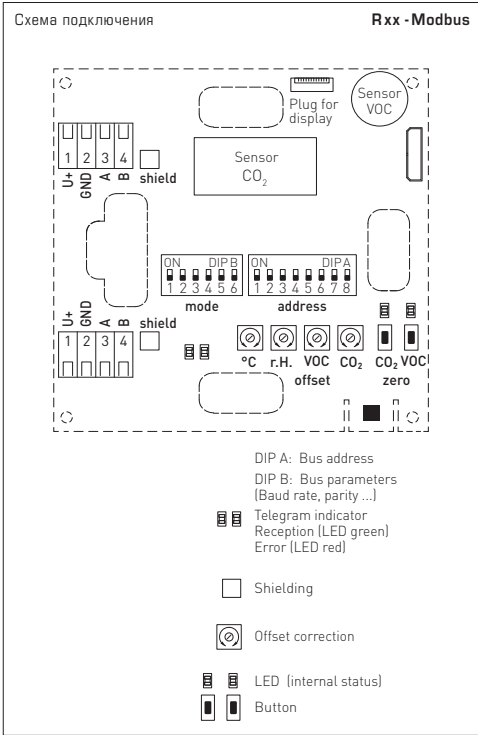 Схема подключения
Rxx - Modbus
Plug for
display
Sensor
VOC
Sensor
CO₂
1 2 3 4
U+ GND A B shield
ON DIP B
1 2 3 4 5 6
mode
ON DIP A
1 2 3 4 5 6 7 8
address
U+ GND A B shield
1 2 3 4
°C r.H. VOC CO₂ CO₂ VOC
offset zero
DIP A: Bus address
DIP B: Bus parameters
(Baud rate, parity ...)
Telegram indicator
Reception (LED green)
Error (LED red)
Shielding
Offset correction
LED (internal status)
Button